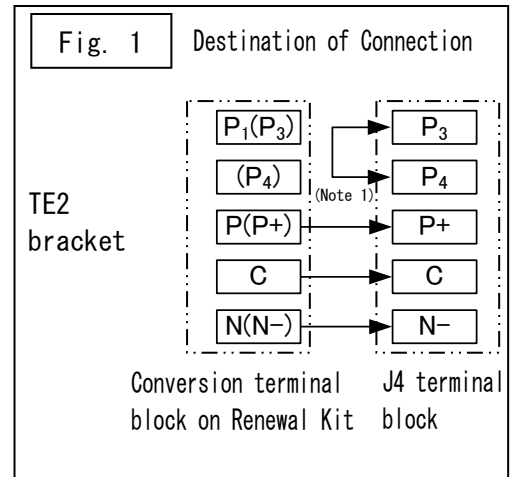 Fig. 1
Destination of Connection
P₁(P₃)
P₃
(P₄)
P₄
(Note 1)
TE2
bracket
P(P+)
P+
C
C
N(N−)
N−
Conversion terminal
block on Renewal Kit
J4 terminal
block